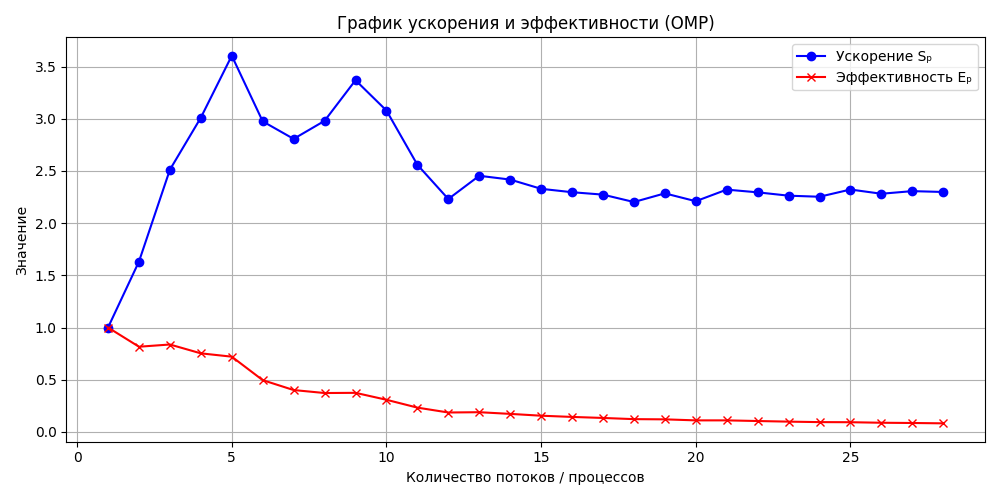 График ускорения и эффективности (OMP)
Ускорение Sₚ
Эффективность Eₚ
Значение
3.5
3.0
2.5
2.0
1.5
1.0
0.5
0.0
0 5 10 15 20 25
Количество потоков / процессов